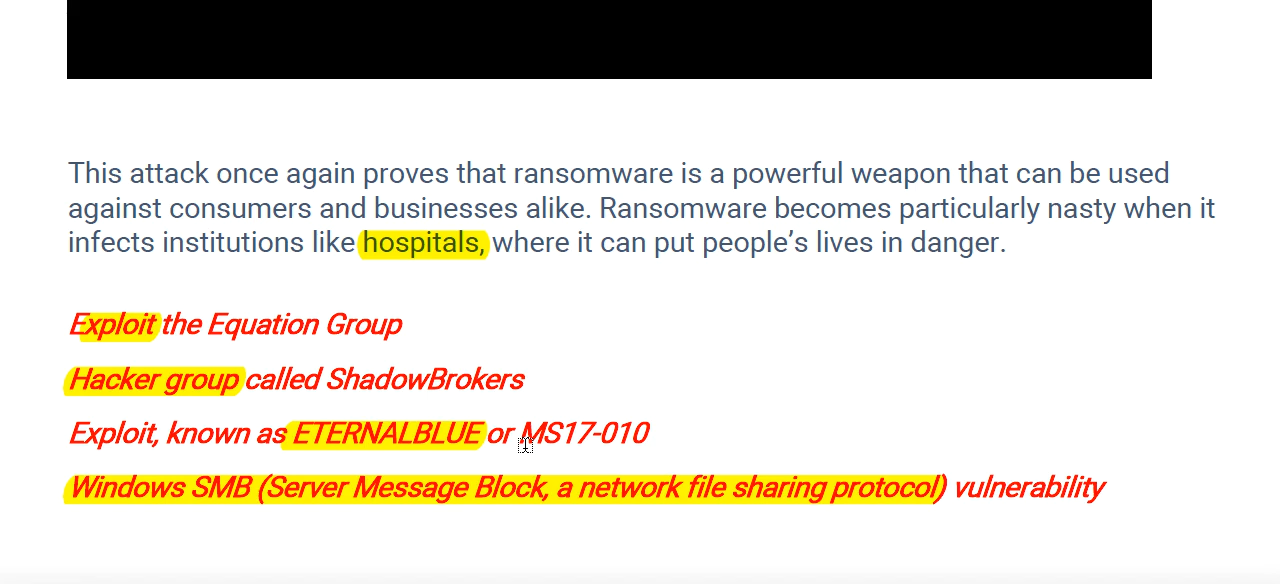 This attack once again proves that ransomware is a powerful weapon that can be used
against consumers and businesses alike. Ransomware becomes particularly nasty when it
infects institutions like hospitals, where it can put people’s lives in danger.
Exploit the Equation Group
Hacker group called ShadowBrokers
Exploit, known as ETERNALBLUE or MS17-010
Windows SMB (Server Message Block, a network file sharing protocol) vulnerability